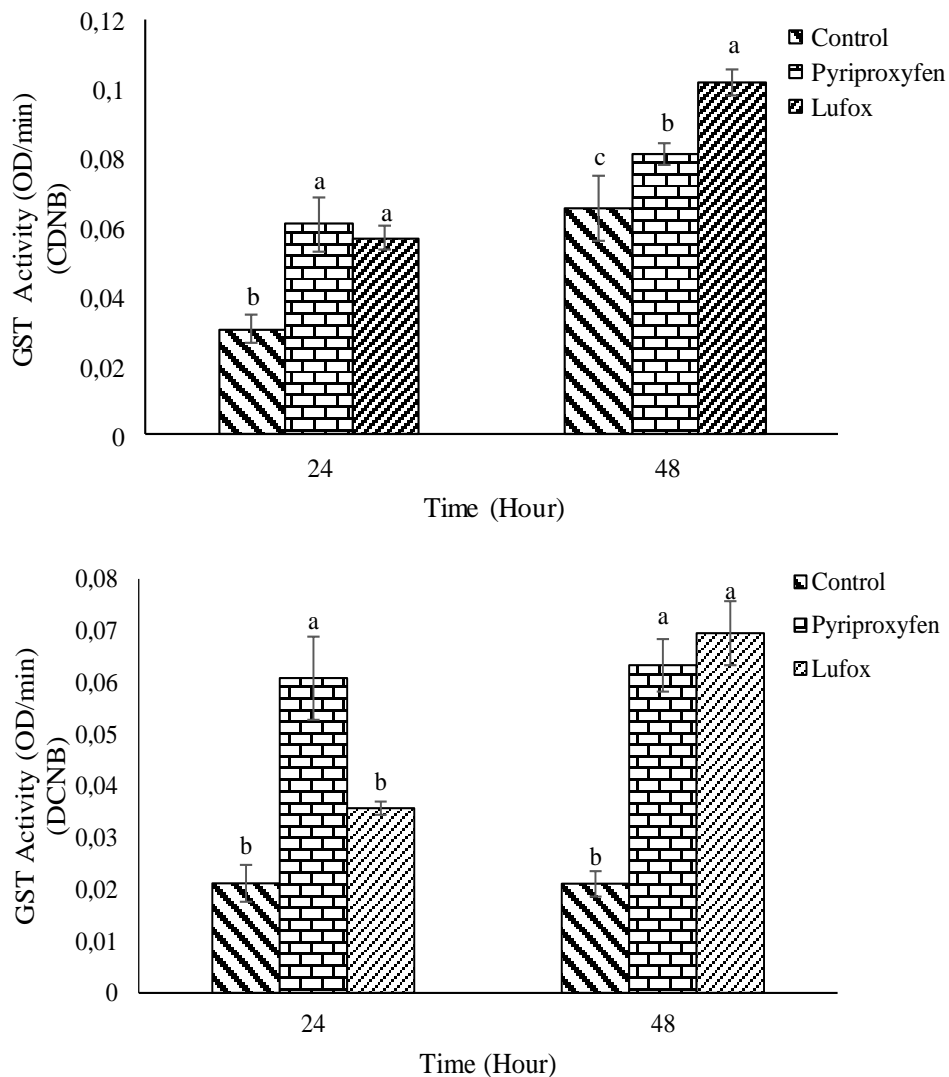 0,12
0,1
0,08
0,06
0,04
0,02
0
GST Activity (OD/min)
(CDNB)
b
a
a
c
b
a
24
48
Time (Hour)
Control
Pyriproxyfen
Lufox
0,08
0,07
0,06
0,05
0,04
0,03
0,02
0,01
0
GST Activity (OD/min)
(DCNB)
b
a
b
b
a
a
24
48
Time (Hour)
Control
Pyriproxyfen
Lufox